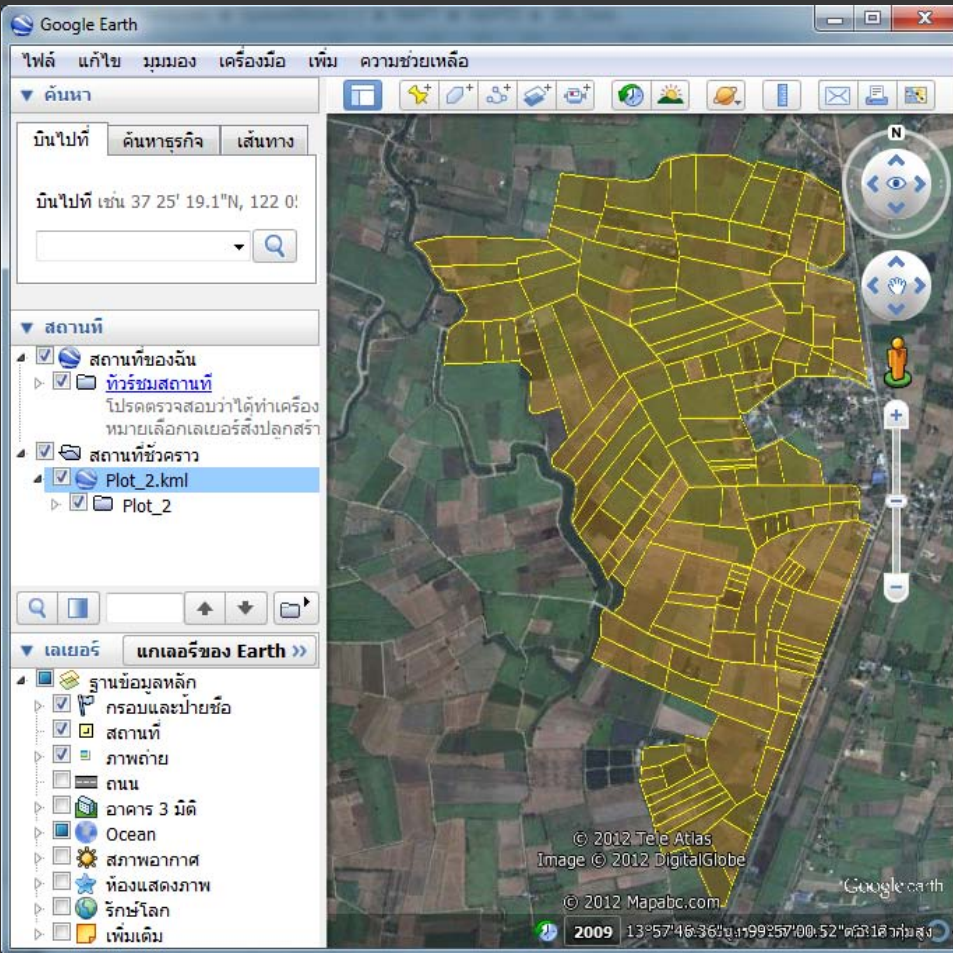 Google Earth
ไฟล์ แก้ไข มุมมอง เครื่องมือ เพิ่ม ความช่วยเหลือ
ค้นหา
บินไปที่ ค้นหาธุรกิจ เส้นทาง
บินไปที่ เช่น 37 25' 19.1"N, 122 0
สถานที่
สถานที่ของฉัน
ทัวร์ชมสถานที่
โปรดตรวจสอบว่าได้ทำเครื่อง
หมายเลือกเลเยอร์สิ่งปลูกสร้า
สถานที่ชั่วคราว
Plot_2.kml
Plot_2
เลเยอร์ แกเลอรีของ Earth »
ฐานข้อมูลหลัก
กรอบและป้ายชื่อ
สถานที่
ภาพถ่าย
ถนน
อาคาร 3 มิติ
Ocean
สภาพอากาศ
ห้องแสดงภาพ
รักษ์โลก
เพิ่มเติม
N
© 2012 Tele Atlas
Image © 2012 DigitalGlobe
© 2012 Mapabc.com
Google earth
2009 13°57'46.36" 99°57'00.52"